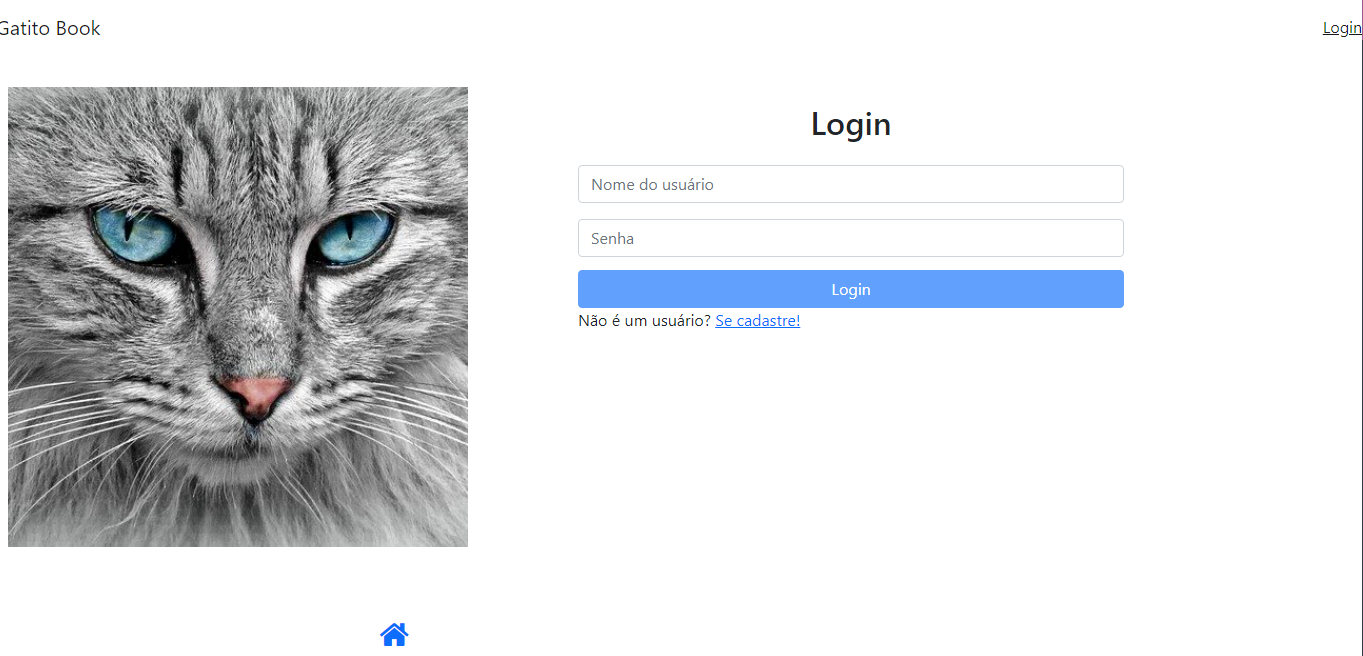 Gatito Book
Login
Login
Nome do usuário
Senha
Login
Não é um usuário? Se cadastre!